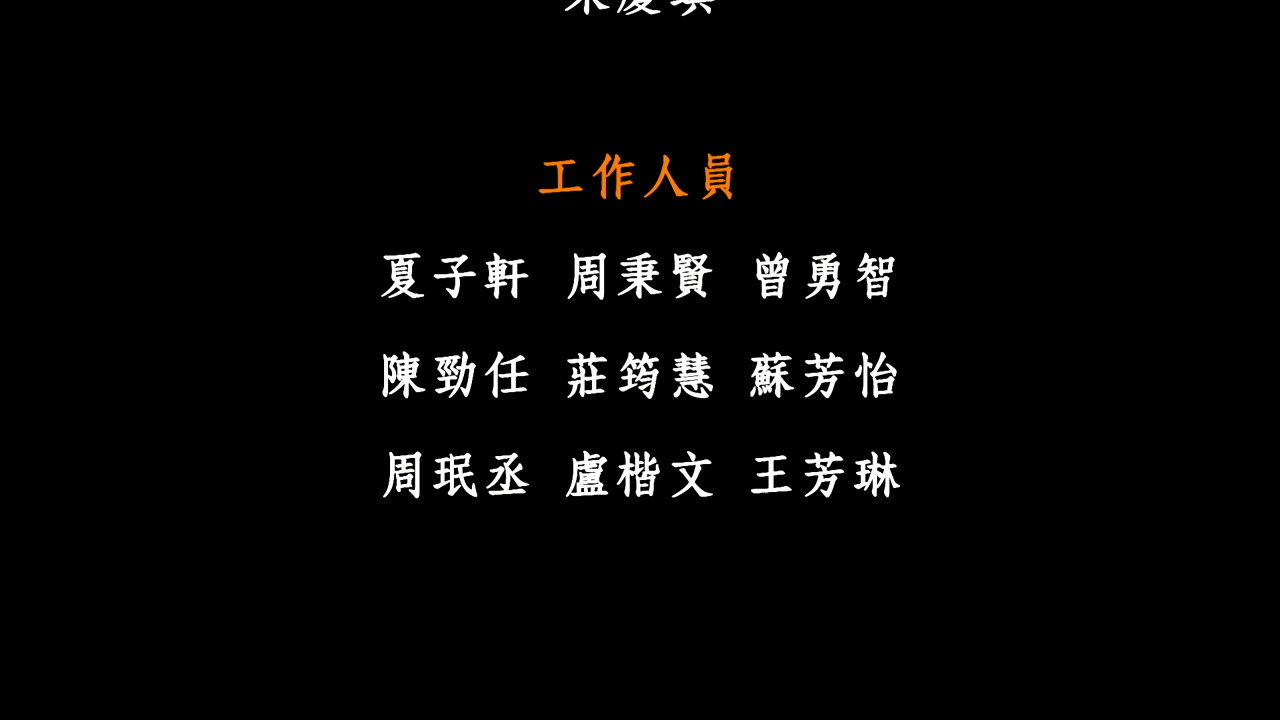 工作人員
夏子軒 周秉賢 曾勇智
陳勁任 莊筠慧 蘇芳怡
周珉丞 盧楷文 王芳琳